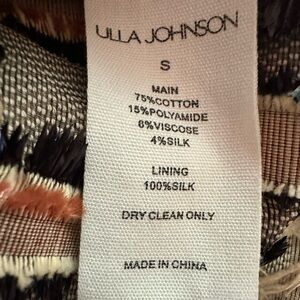 ULLA JOHNSON
S
MAIN
75%COTTON
15%POLYAMIDE
6%VISCOSE
4%SILK
LINING
100%SILK
DRY CLEAN ONLY
MADE IN CHINA